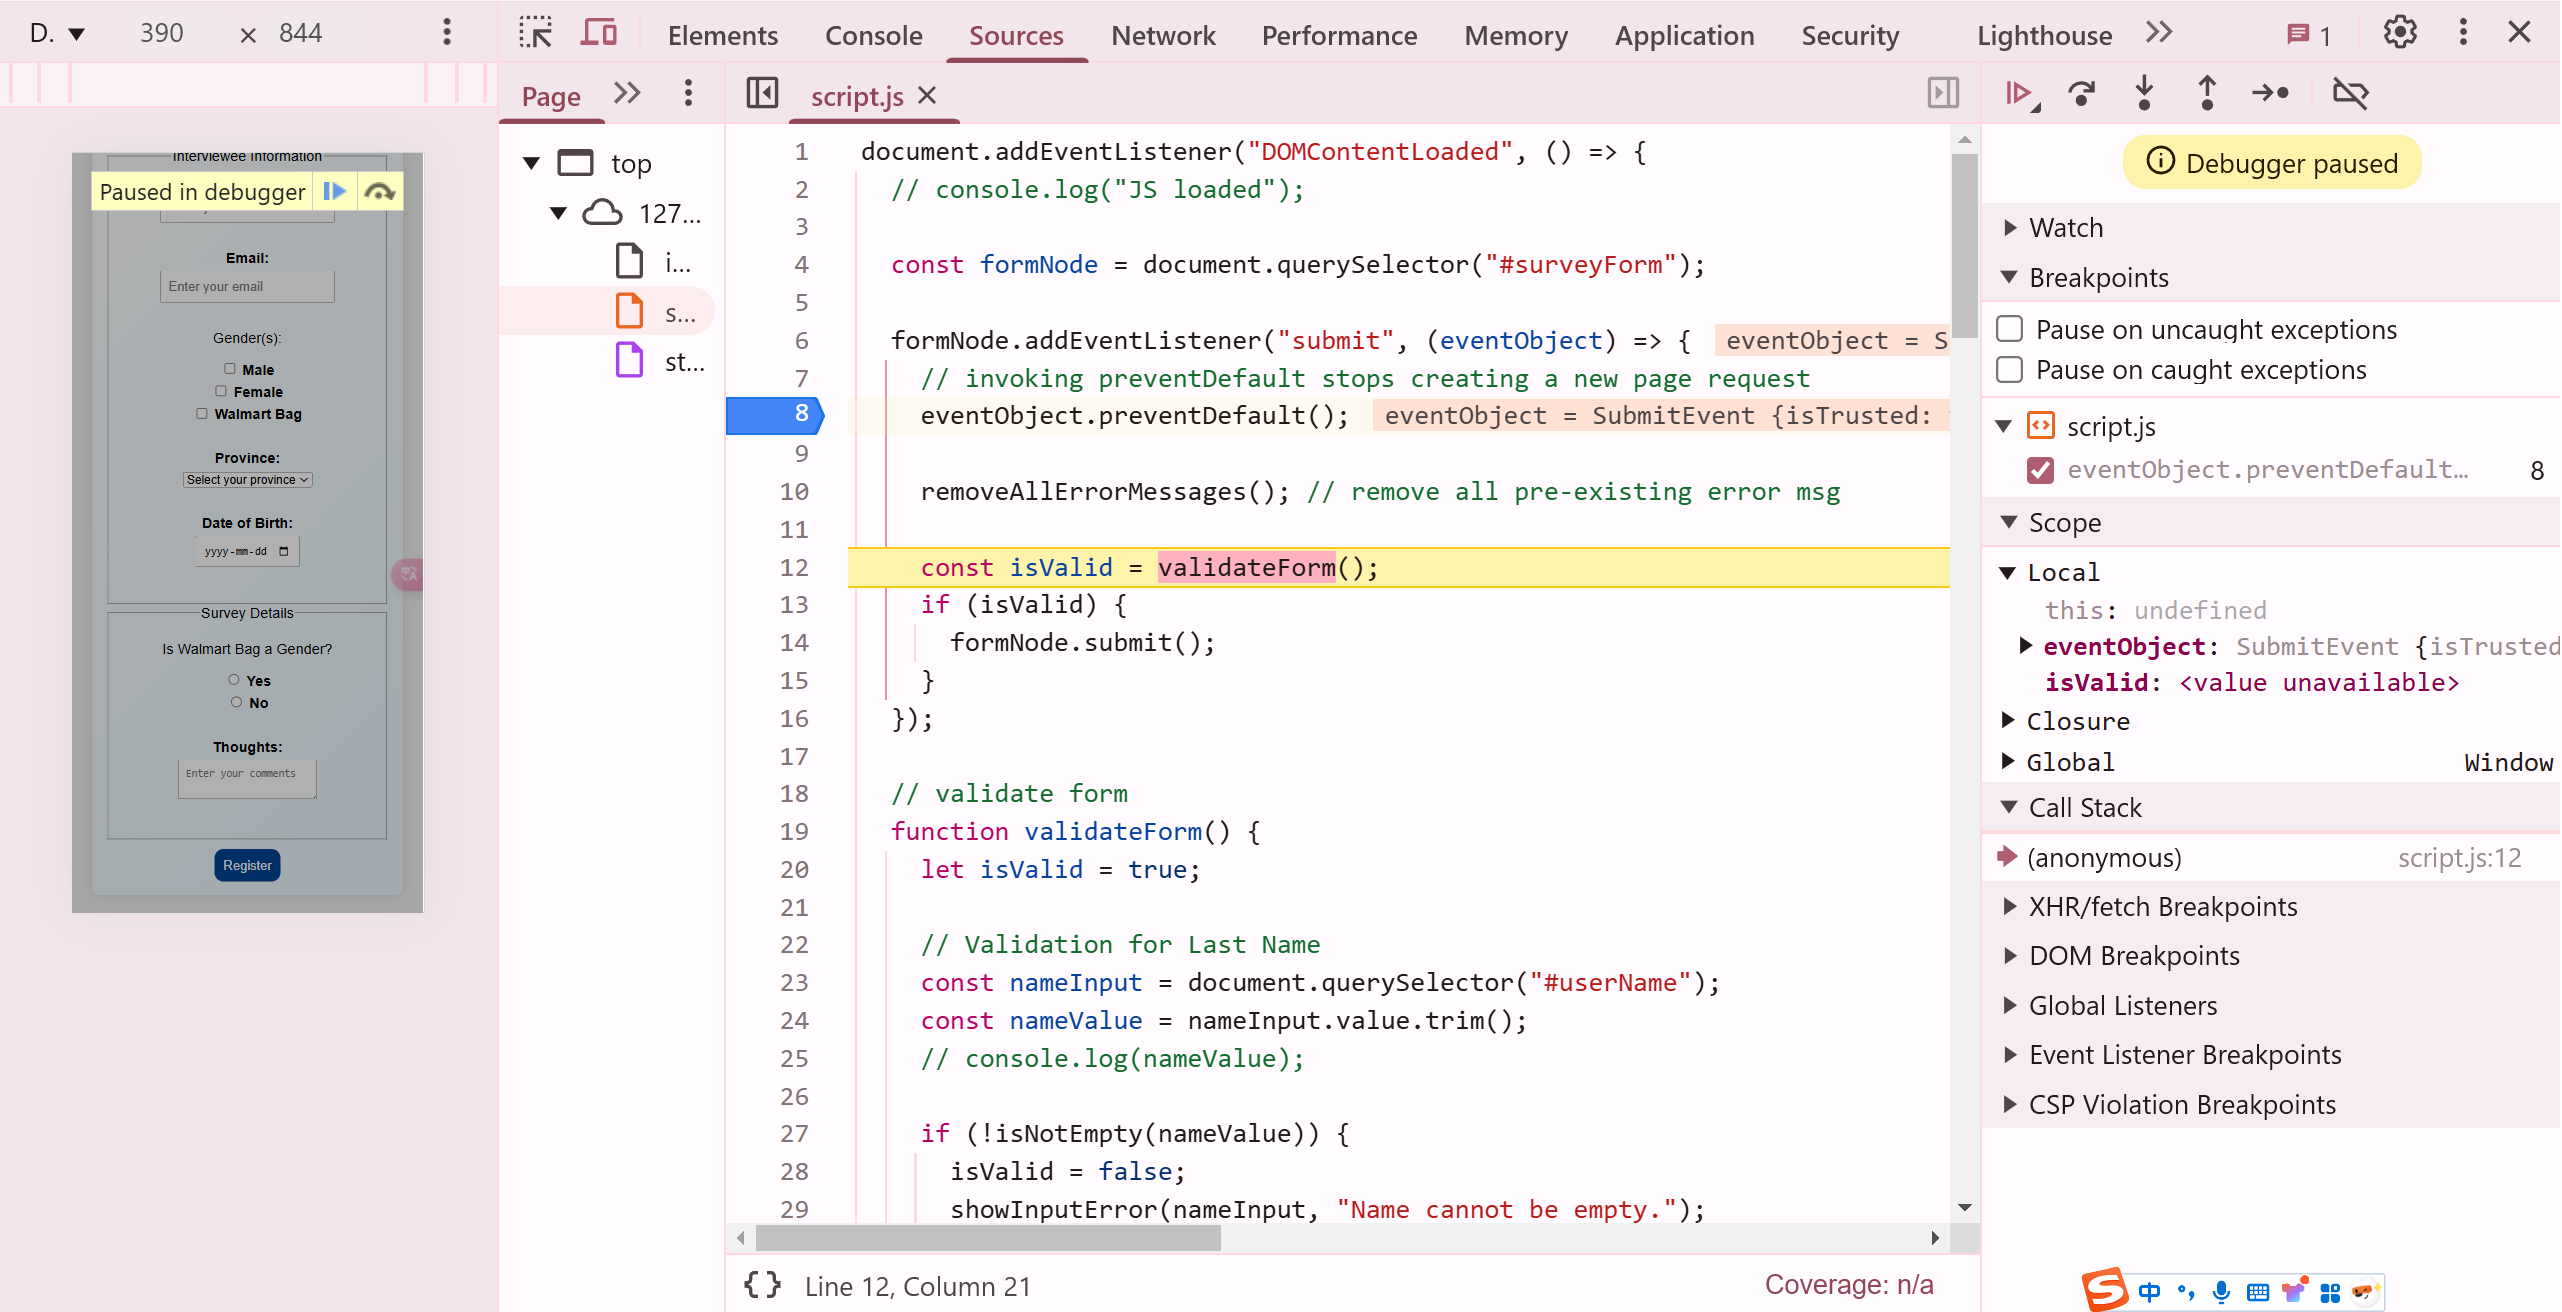 D. ▼ 390 × 844
Elements Console Sources Network Performance Memory Application Security Lighthouse 1
Page
script.js
top
127...
i...
s...
st...
Interviewee Information
Paused in debugger
Email:
Enter your email
Gender(s):
Male
Female
Walmart Bag
Province:
Select your province
Date of Birth:
yyyy-mm-dd
Survey Details
Is Walmart Bag a Gender?
Yes
No
Thoughts:
Enter your comments
Register
1 document.addEventListener("DOMContentLoaded", () => {
2 // console.log("JS loaded");
3
4 const formNode = document.querySelector("#surveyForm");
5
6 formNode.addEventListener("submit", (eventObject) => { eventObject = S
7 // invoking preventDefault stops creating a new page request
8 eventObject.preventDefault(); eventObject = SubmitEvent {isTrusted:
9
10 removeAllErrorMessages(); // remove all pre-existing error msg
11
12 const isValid = validateForm();
13 if (isValid) {
14 formNode.submit();
15 }
16 });
17
18 // validate form
19 function validateForm() {
20 let isValid = true;
21
22 // Validation for Last Name
23 const nameInput = document.querySelector("#userName");
24 const nameValue = nameInput.value.trim();
25 // console.log(nameValue);
26
27 if (!isNotEmpty(nameValue)) {
28 isValid = false;
29 showInputError(nameInput, "Name cannot be empty.");
{} Line 12, Column 21 Coverage: n/a
Debugger paused
Watch
Breakpoints
Pause on uncaught exceptions
Pause on caught exceptions
script.js
eventObject.preventDefault... 8
Scope
Local
this: undefined
eventObject: SubmitEvent {isTrusted
isValid: <value unavailable>
Closure
Global Window
Call Stack
(anonymous) script.js:12
XHR/fetch Breakpoints
DOM Breakpoints
Global Listeners
Event Listener Breakpoints
CSP Violation Breakpoints
S 中